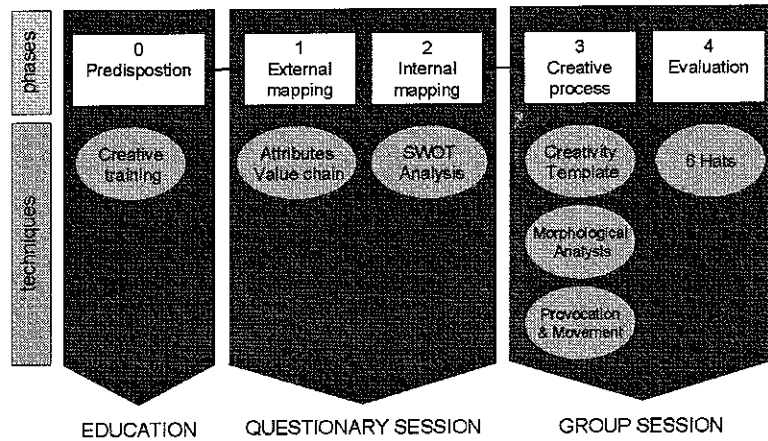 phases
0
Predispostion
1
External
mapping
2
Internal
mapping
3
Creative
process
4
Evaluation
techniques
Creative
training
Attributes
Value chain
SWOT
Analysis
Creativity
Template
6 Hats
Morphological
Analysis
Provocation
& Movement
EDUCATION
QUESTIONARY SESSION
GROUP SESSION